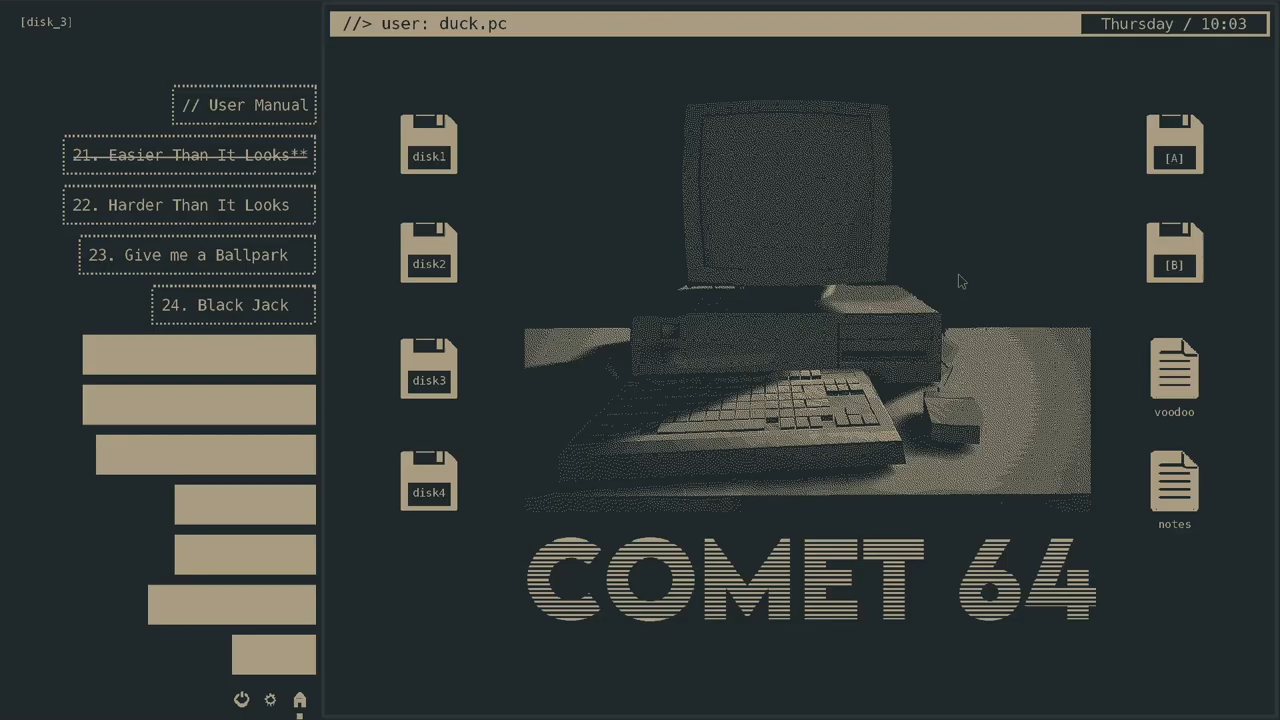 [disk_3]
//> user: duck.pc
Thursday / 10:03
// User Manual
21. Easier Than It Looks**
22. Harder Than It Looks
23. Give me a Ballpark
24. Black Jack
disk1
disk2
disk3
disk4
[A]
[B]
voodoo
notes
COMET 64